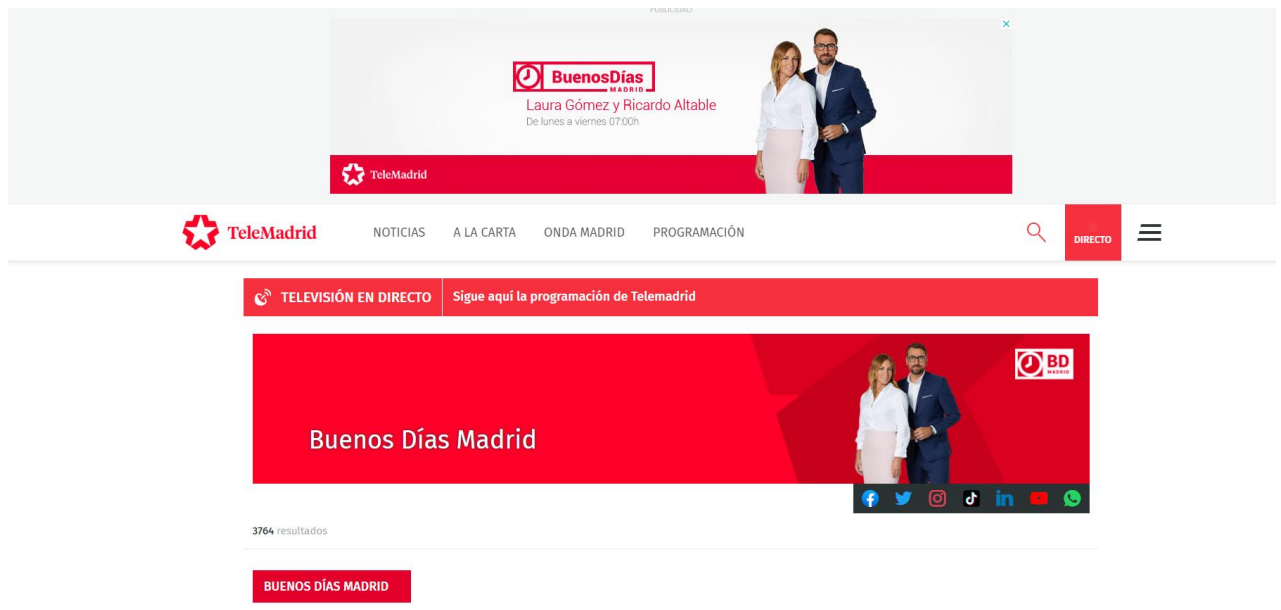 PUBLICIDAD
BuenosDías
MADRID
Laura Gómez y Ricardo Altable
De lunes a viernes 07:00h
TeleMadrid
TeleMadrid
NOTICIAS
A LA CARTA
ONDA MADRID
PROGRAMACIÓN
DIRECTO
TELEVISIÓN EN DIRECTO
Sigue aquí la programación de Telemadrid
BD
MADRID
Buenos Días Madrid
3764 resultados
BUENOS DÍAS MADRID